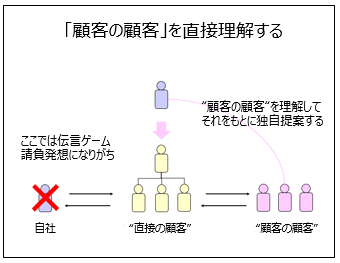 「顧客の顧客」を直接理解する
“顧客の顧客”を理解して
それをもとに独自提案する
ここでは伝言ゲーム
請負発想になりがち
自社
“直接の顧客”
“顧客の顧客”